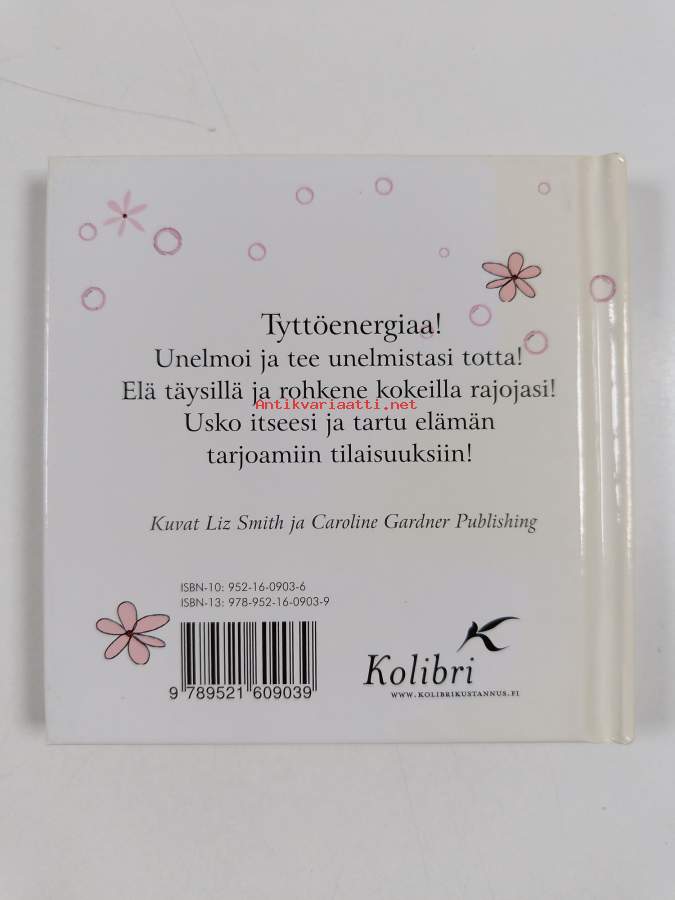 Tyttöenergiaa!
Unelmoi ja tee unelmistasi totta!
Elä täysillä ja rohkene kokeilla rajojasi!
Antikvariaatti.net
Usko itseesi ja tartu elämän
tarjoamiin tilaisuuksiin!
Kuvat Liz Smith ja Caroline Gardner Publishing
ISBN-10: 952-16-0903-6
ISBN-13: 978-952-16-0903-9
9 789521 609039
Kolibri
WWW.KOLIBRIKUSTANNUS.FI